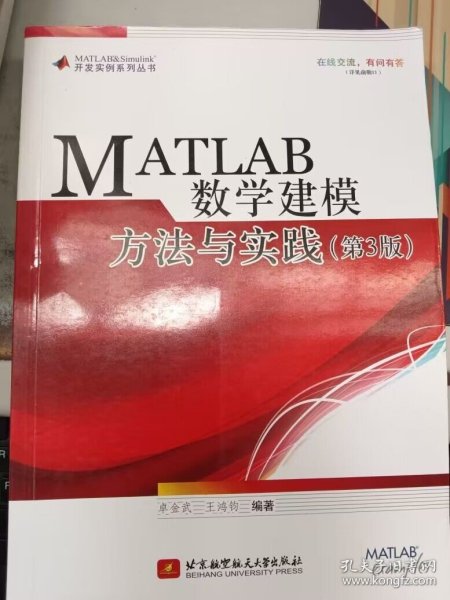 MATLAB&Simulink®
开发实例系列丛书
在线交流，有问有答
MATLAB
数学建模
方法与实践（第3版）
卓金武 王鸿钧 编著
北京航空航天大学出版社
BEIHANG UNIVERSITY PRESS
MATLAB
孔夫子旧书网
www.kongfz.com